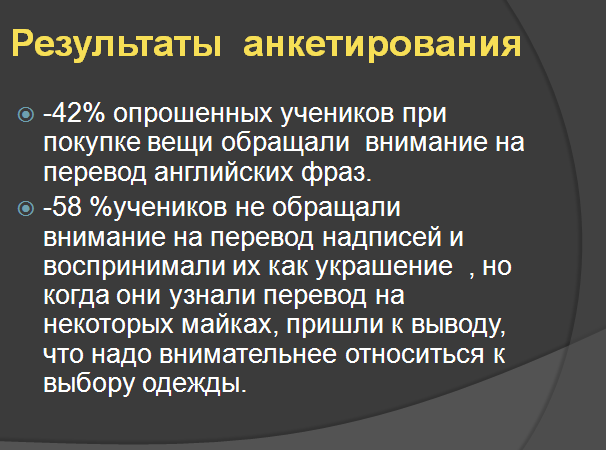 Результаты  анкетирования
-42% опрошенных учеников при
покупке вещи обращали  внимание на
перевод английских фраз.
-58 %учеников не обращали
внимание на перевод надписей и
воспринимали их как украшение  , но
когда они узнали перевод на
некоторых майках, пришли к выводу,
что надо внимательнее относиться к
выбору одежды.